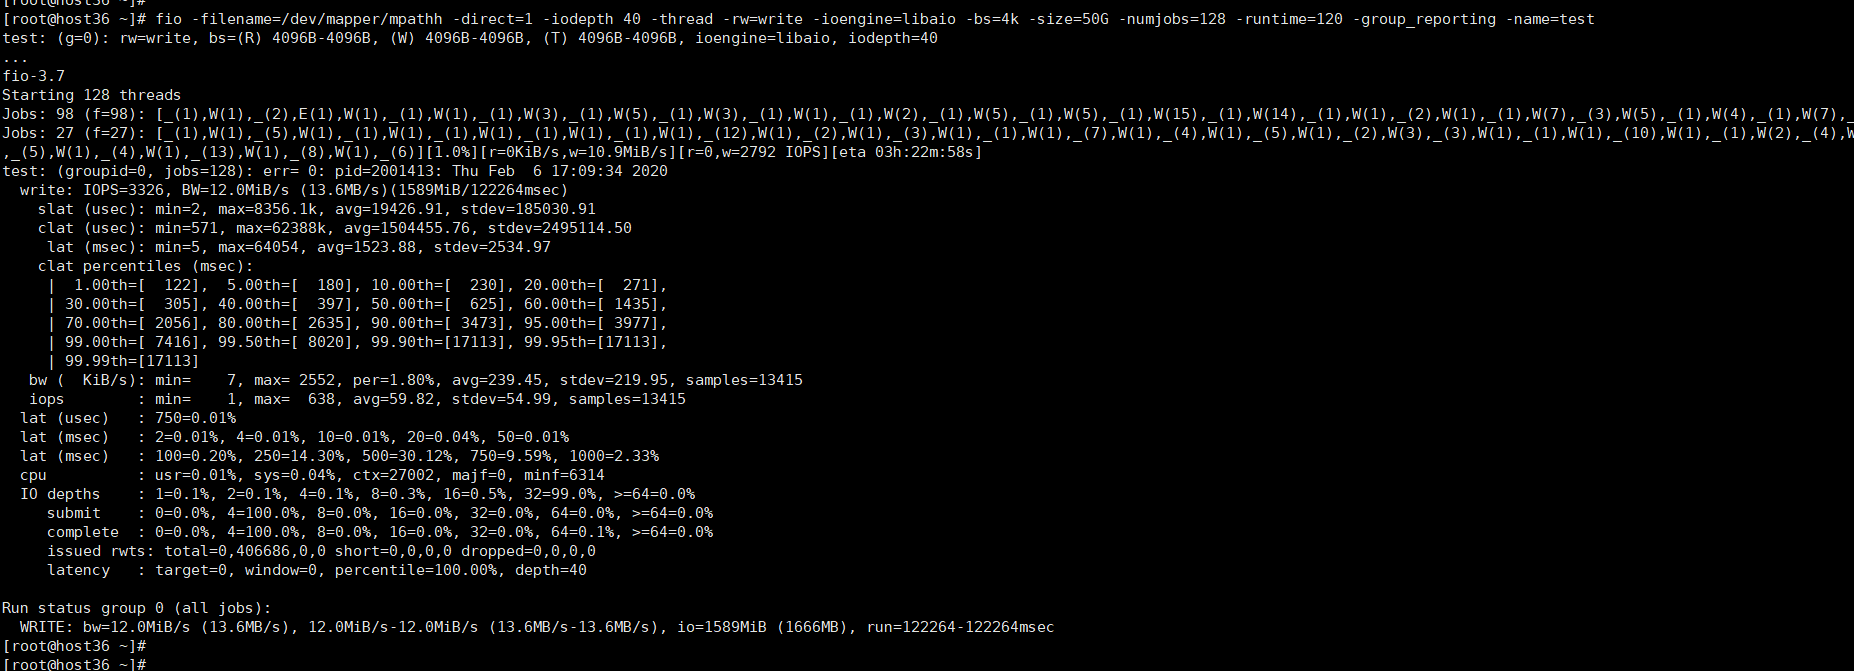 [root@host36 ~]#
[root@host36 ~]# fio -filename=/dev/mapper/mpathh -direct=1 -iodepth 40 -thread -rw=write -ioengine=libaio -bs=4k -size=50G -numjobs=128 -runtime=120 -group_reporting -name=test
test: (g=0): rw=write, bs=(R) 4096B-4096B, (W) 4096B-4096B, (T) 4096B-4096B, ioengine=libaio, iodepth=40
...
fio-3.7
Starting 128 threads
Jobs: 98 (f=98): [_(1),W(1),_(2),E(1),W(1),_(1),W(1),_(1),W(3),_(1),W(5),_(1),W(3),_(1),W(1),_(1),W(2),_(1),W(5),_(1),W(5),_(1),W(15),_(1),W(14),_(1),W(1),_(2),W(1),_(1),W(7),_(3),W(5),_(1),W(4),_(1),W(7),_
Jobs: 27 (f=27): [_(1),W(1),_(5),W(1),_(1),W(1),_(1),W(1),_(1),W(1),_(1),W(1),_(12),W(1),_(2),W(1),_(3),W(1),_(1),W(1),_(7),W(1),_(4),W(1),_(5),W(1),_(2),W(3),_(3),W(1),_(1),W(1),_(10),W(1),_(1),W(2),_(4),W
,_(5),W(1),_(4),W(1),_(13),W(1),_(8),W(1),_(6)][1.0%][r=0KiB/s,w=10.9MiB/s][r=0,w=2792 IOPS][eta 03h:22m:58s]
test: (groupid=0, jobs=128): err= 0: pid=2001413: Thu Feb  6 17:09:34 2020
  write: IOPS=3326, BW=12.0MiB/s (13.6MB/s)(1589MiB/122264msec)
    slat (usec): min=2, max=8356.1k, avg=19426.91, stdev=185030.91
    clat (usec): min=571, max=62388k, avg=1504455.76, stdev=2495114.50
     lat (msec): min=5, max=64054, avg=1523.88, stdev=2534.97
    clat percentiles (msec):
     |  1.00th=[  122],  5.00th=[  180], 10.00th=[  230], 20.00th=[  271],
     | 30.00th=[  305], 40.00th=[  397], 50.00th=[  625], 60.00th=[ 1435],
     | 70.00th=[ 2056], 80.00th=[ 2635], 90.00th=[ 3473], 95.00th=[ 3977],
     | 99.00th=[ 7416], 99.50th=[ 8020], 99.90th=[17113], 99.95th=[17113],
     | 99.99th=[17113]
   bw (  KiB/s): min=    7, max= 2552, per=1.80%, avg=239.45, stdev=219.95, samples=13415
   iops        : min=    1, max=  638, avg=59.82, stdev=54.99, samples=13415
  lat (usec)   : 750=0.01%
  lat (msec)   : 2=0.01%, 4=0.01%, 10=0.01%, 20=0.04%, 50=0.01%
  lat (msec)   : 100=0.20%, 250=14.30%, 500=30.12%, 750=9.59%, 1000=2.33%
  cpu          : usr=0.01%, sys=0.04%, ctx=27002, majf=0, minf=6314
  IO depths    : 1=0.1%, 2=0.1%, 4=0.1%, 8=0.3%, 16=0.5%, 32=99.0%, >=64=0.0%
     submit    : 0=0.0%, 4=100.0%, 8=0.0%, 16=0.0%, 32=0.0%, 64=0.0%, >=64=0.0%
     complete  : 0=0.0%, 4=100.0%, 8=0.0%, 16=0.0%, 32=0.0%, 64=0.1%, >=64=0.0%
     issued rwts: total=0,406686,0,0 short=0,0,0,0 dropped=0,0,0,0
     latency   : target=0, window=0, percentile=100.00%, depth=40
Run status group 0 (all jobs):
  WRITE: bw=12.0MiB/s (13.6MB/s), 12.0MiB/s-12.0MiB/s (13.6MB/s-13.6MB/s), io=1589MiB (1666MB), run=122264-122264msec
[root@host36 ~]#
[root@host36 ~]#